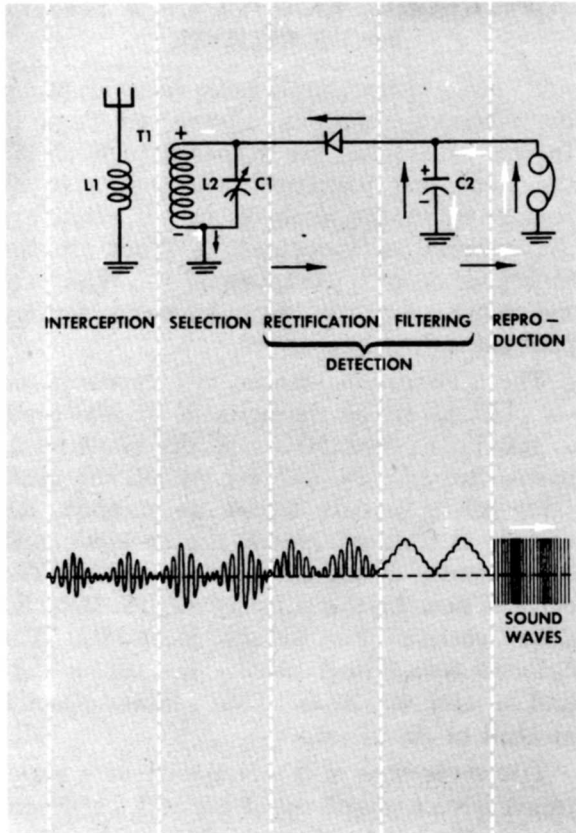 T1
+
L1
L2
C1
+
C2
-
-
INTERCEPTION
SELECTION
RECTIFICATION
FILTERING
REPRO-
DUCTION
DETECTION
SOUND
WAVES